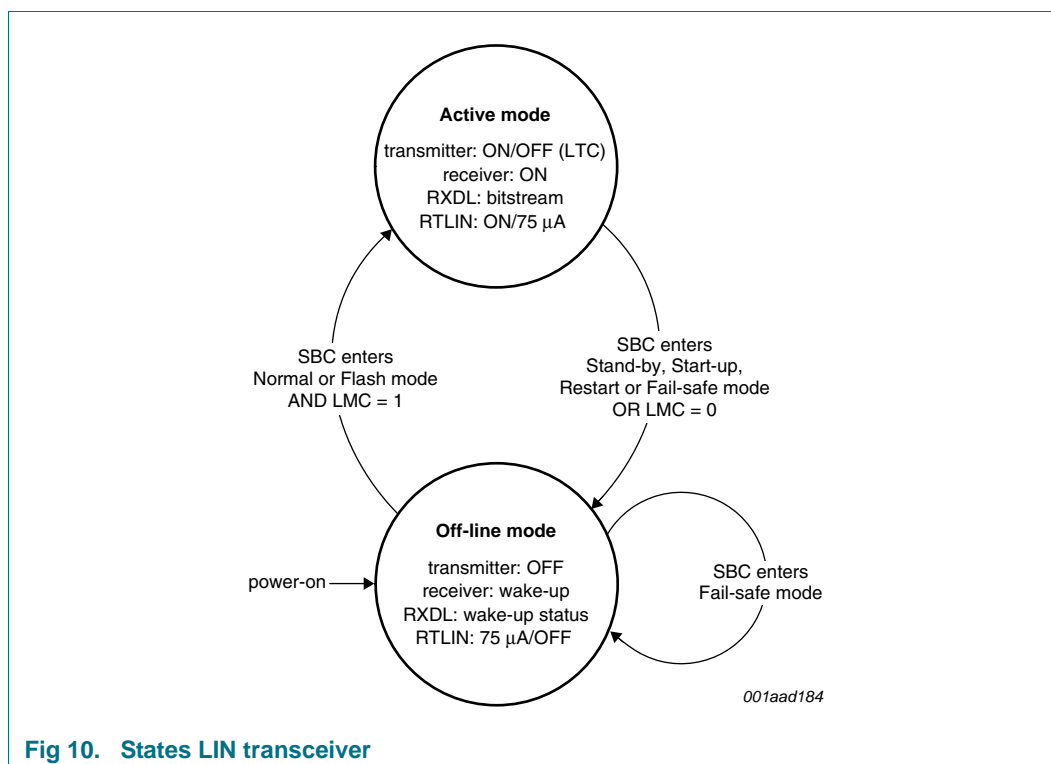 Active mode
transmitter: ON/OFF (LTC)
receiver: ON
RXDL: bitstream
RTLIN: ON/75 μA
SBC enters
Normal or Flash mode
AND LMC = 1
SBC enters
Stand-by, Start-up,
Restart or Fail-safe mode
OR LMC = 0
Off-line mode
transmitter: OFF
receiver: wake-up
RXDL: wake-up status
RTLIN: 75 μA/OFF
power-on
SBC enters
Fail-safe mode
001aad184
Fig 10. States LIN transceiver